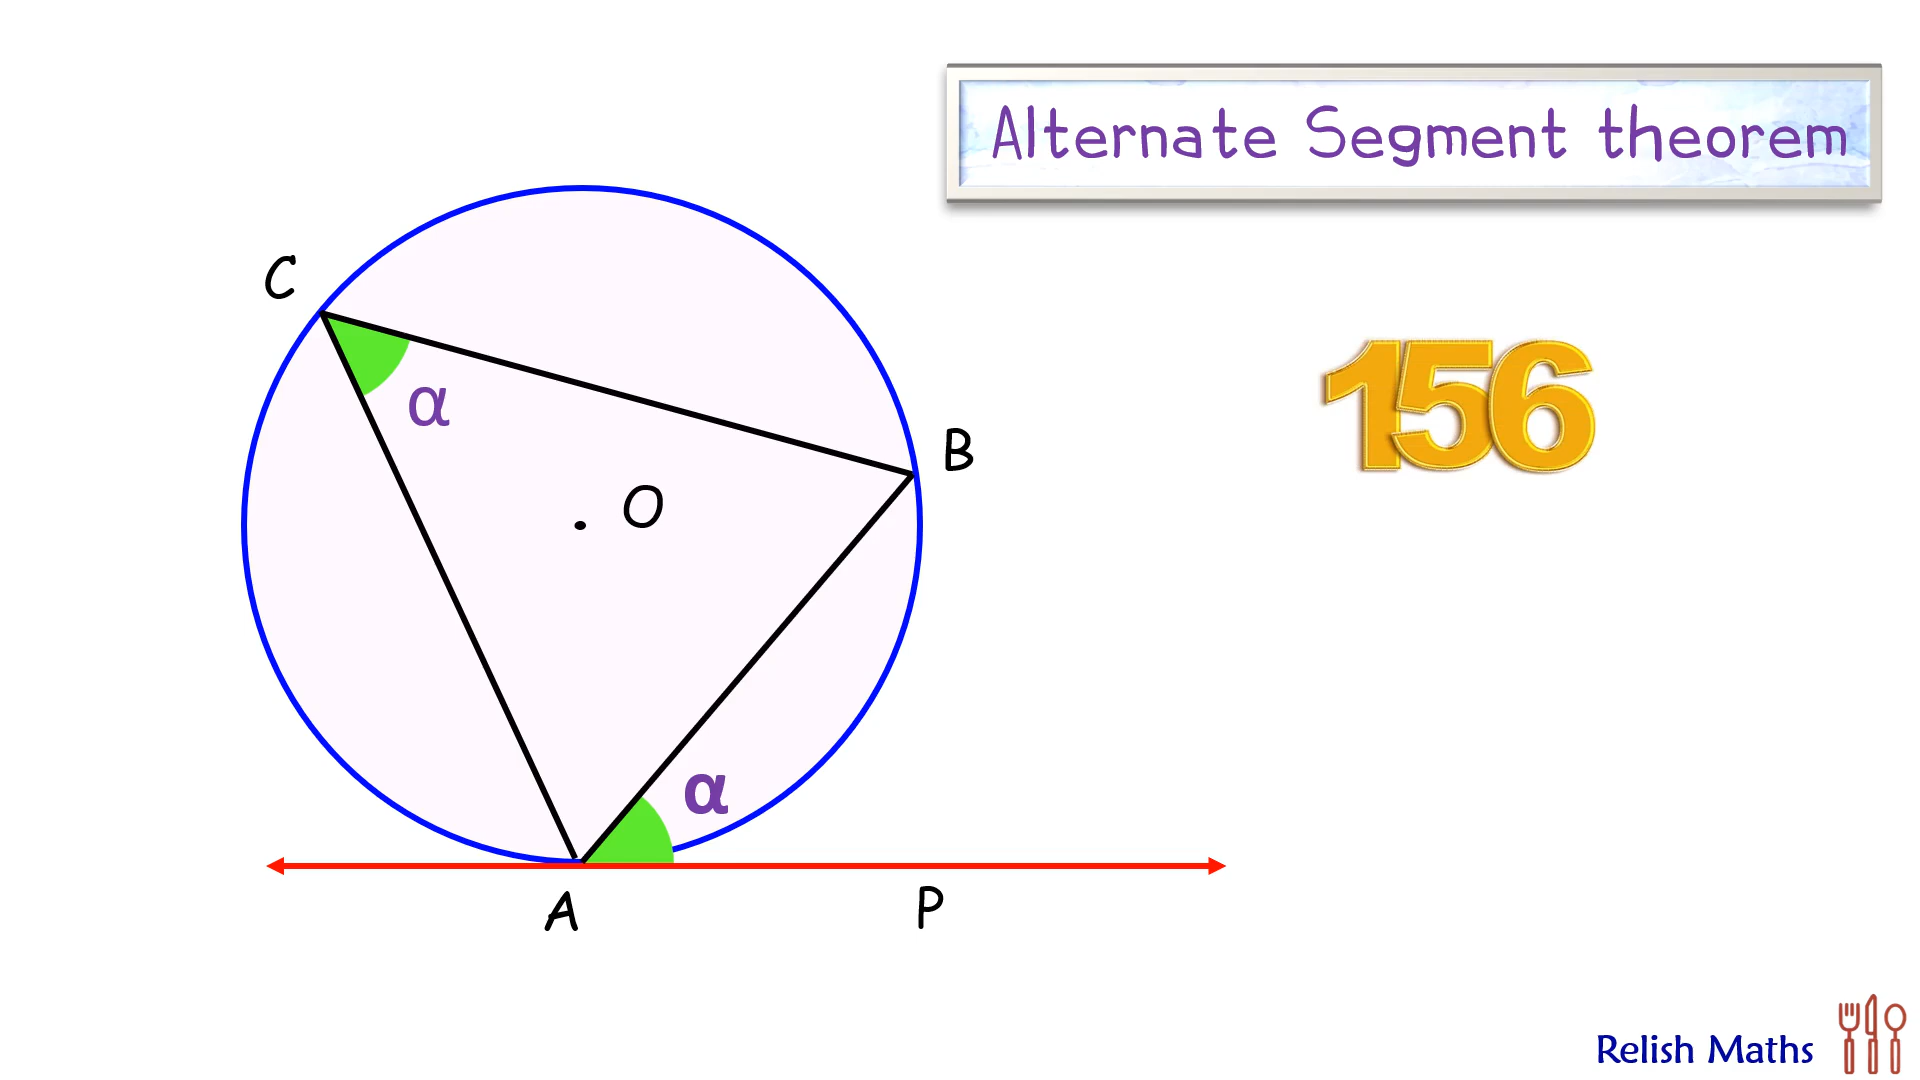 Alternate Segment theorem
C
156
α
B
O
α
A
P
Relish Maths